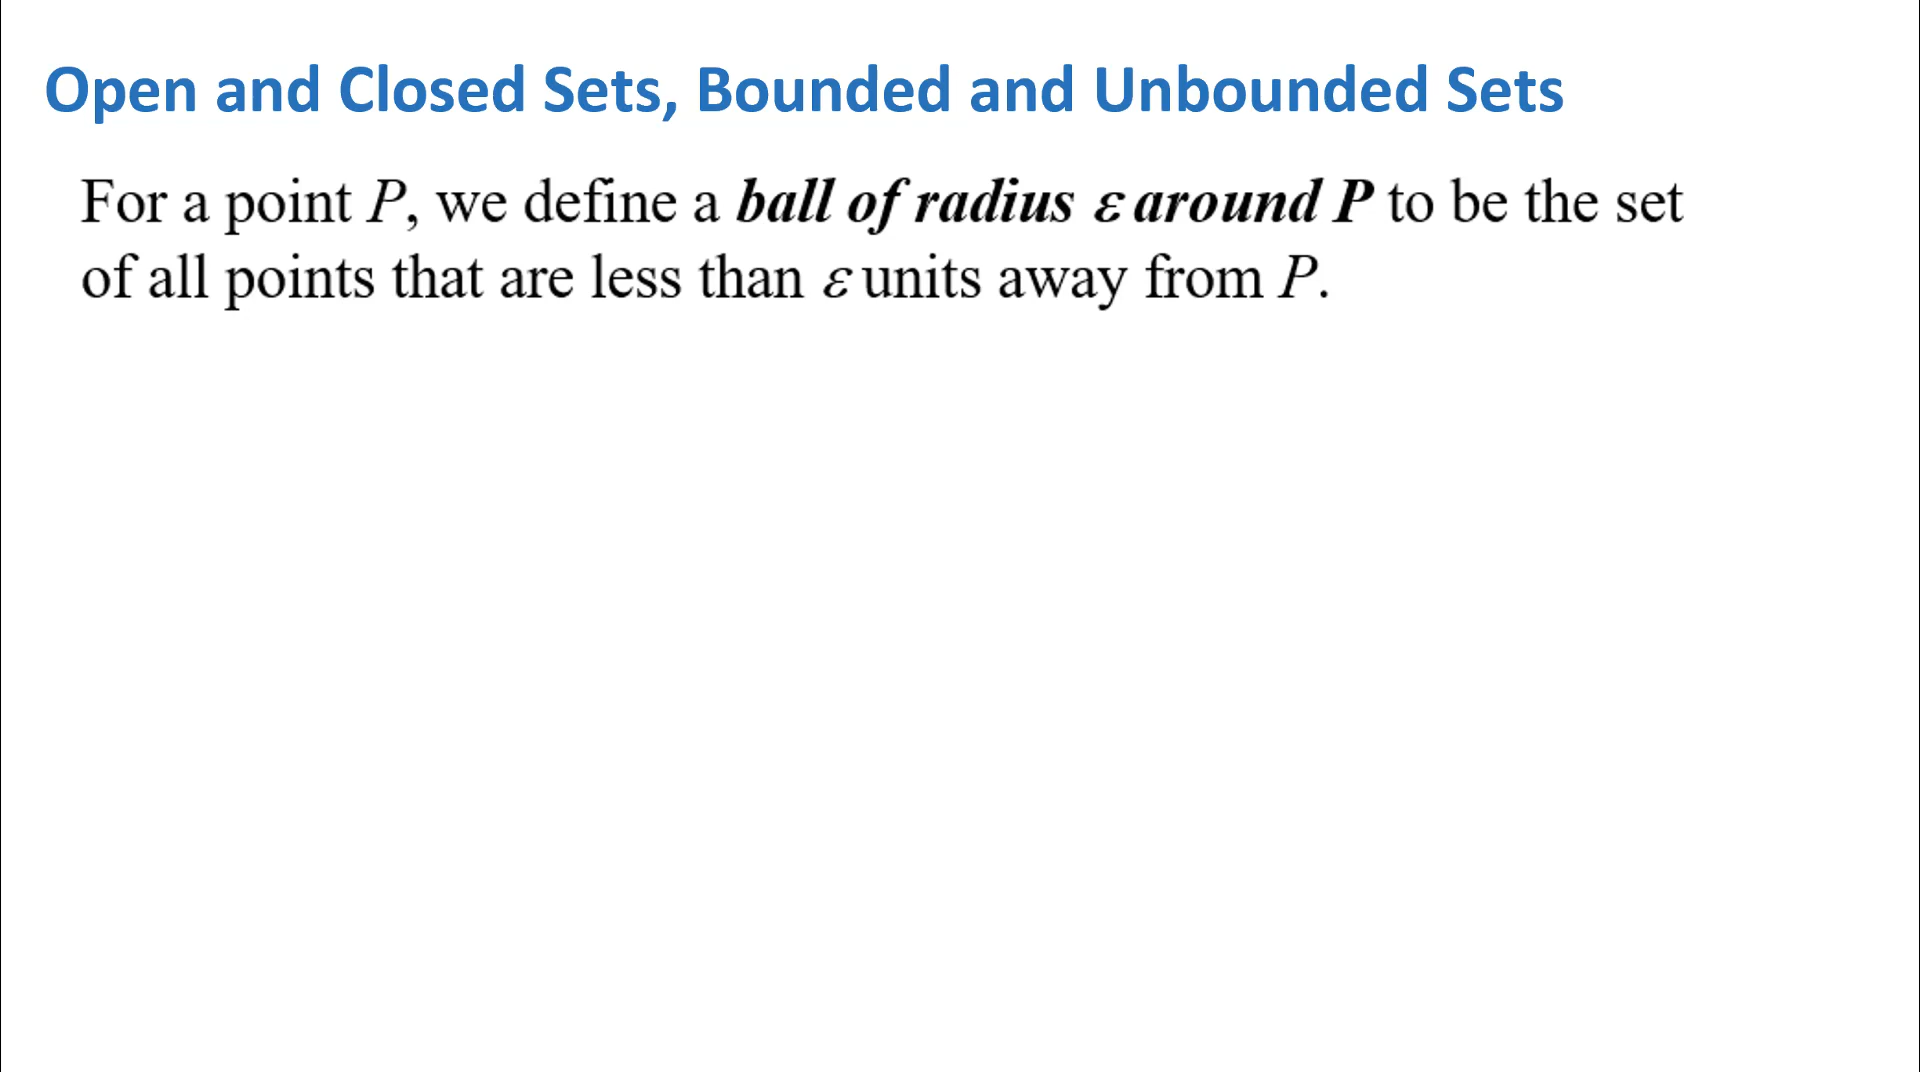 Open and Closed Sets, Bounded and Unbounded Sets
For a point P, we define a ball of radius ε around P to be the set
of all points that are less than ε units away from P.